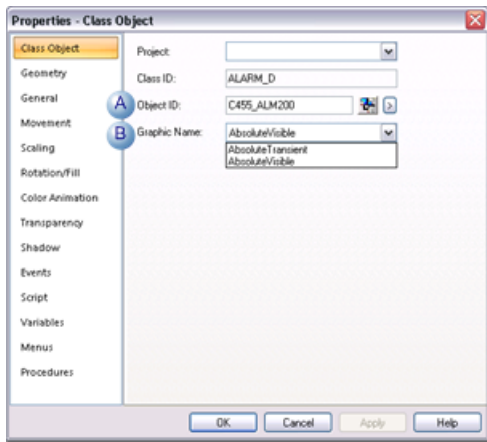 Properties - Class Object
Class Object
Geometry
General
Movement
Scaling
Rotation/Fill
Color Animation
Transparency
Shadow
Events
Script
Variables
Menus
Procedures
Project:
Class ID: ALARM_D
A Object ID: C455_ALM200 >
B Graphic Name: AbsoluteVisible
AbsoluteTransient
AbsoluteVisible
OK Cancel Apply Help